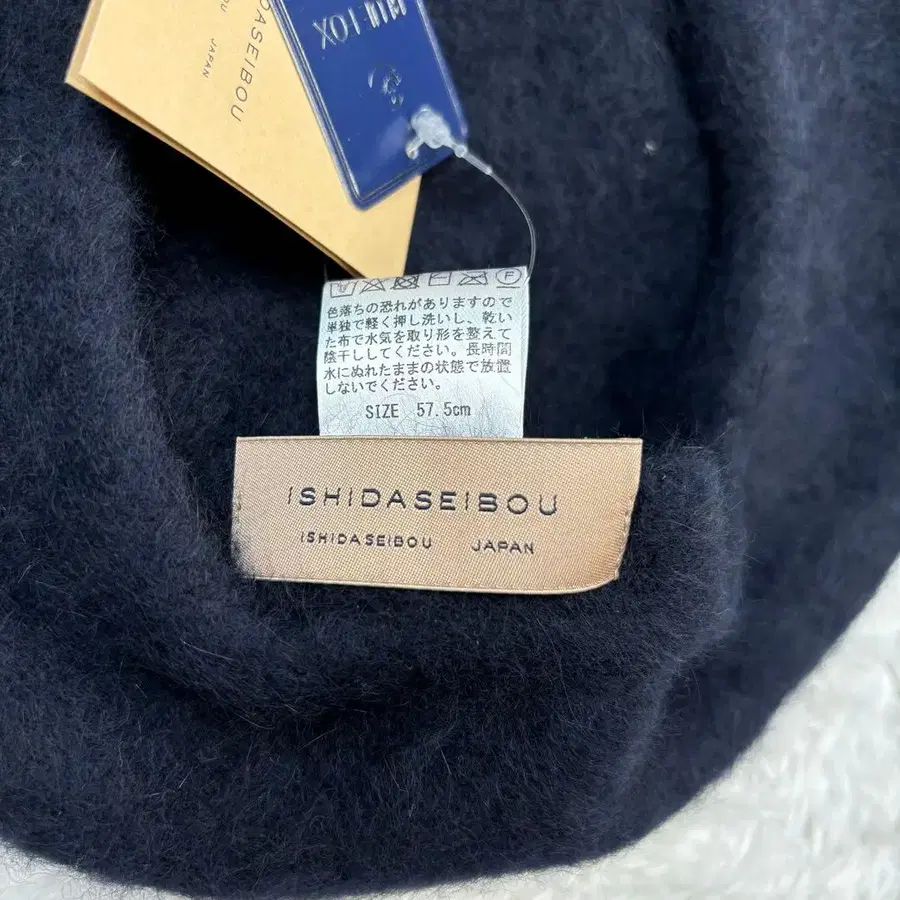 DASEIBOU
BOU
JAPAN
FOX
F
色落ちの恐れがありますので
単独で軽く押し洗いし、乾い
た布で水気を取り形を整えて
陰干ししてください。長時間
水にぬれたままの状態で放置
しないでください。
SIZE 57.5cm
ISHIDASEIBOU
ISHIDASEIBOU JAPAN